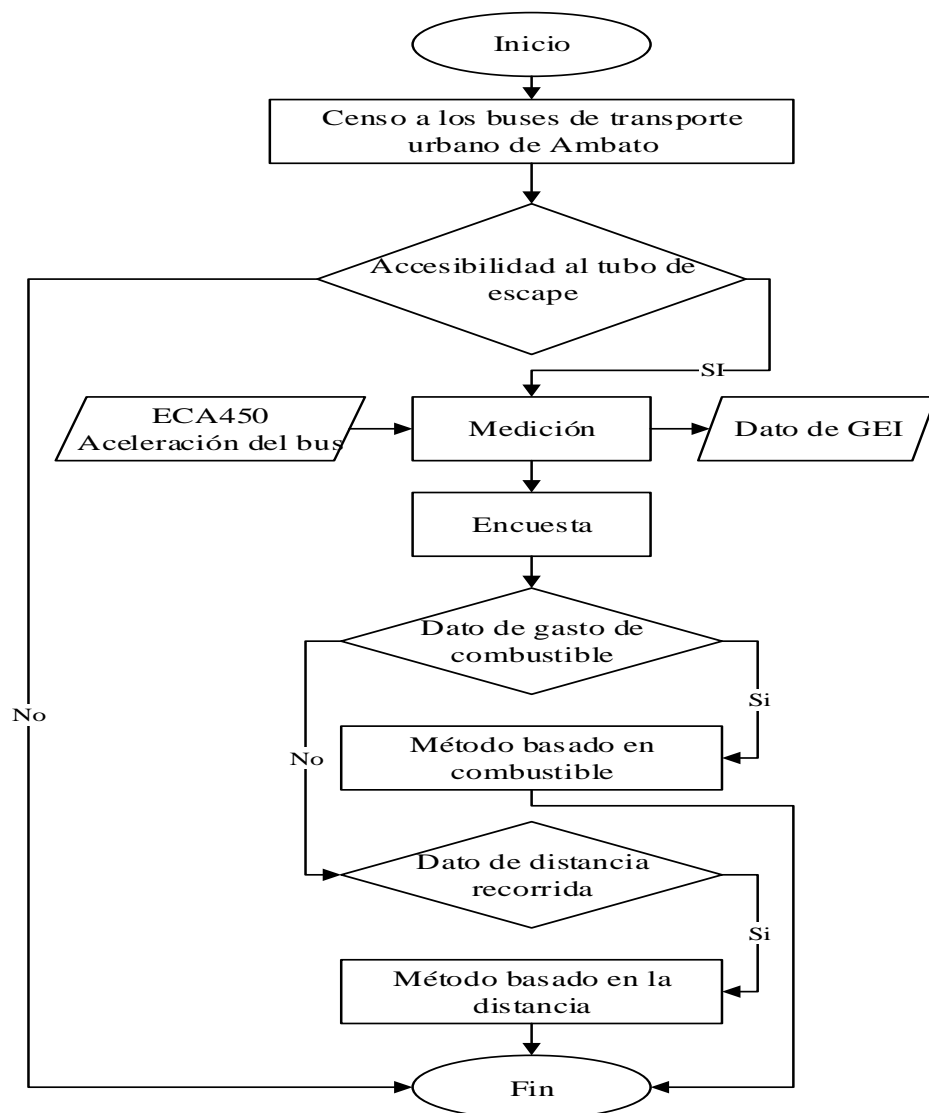 Inicio
Censo a los buses de transporte
urbano de Ambato
Accesibilidad al tubo de
escape
SI
ECA450
Aceleración del bus
Medición
Dato de GEI
Encuesta
Dato de gasto de
combustible
Si
No
No
Método basado en
combustible
Dato de distancia
recorrida
Si
Método basado en la
distancia
Fin